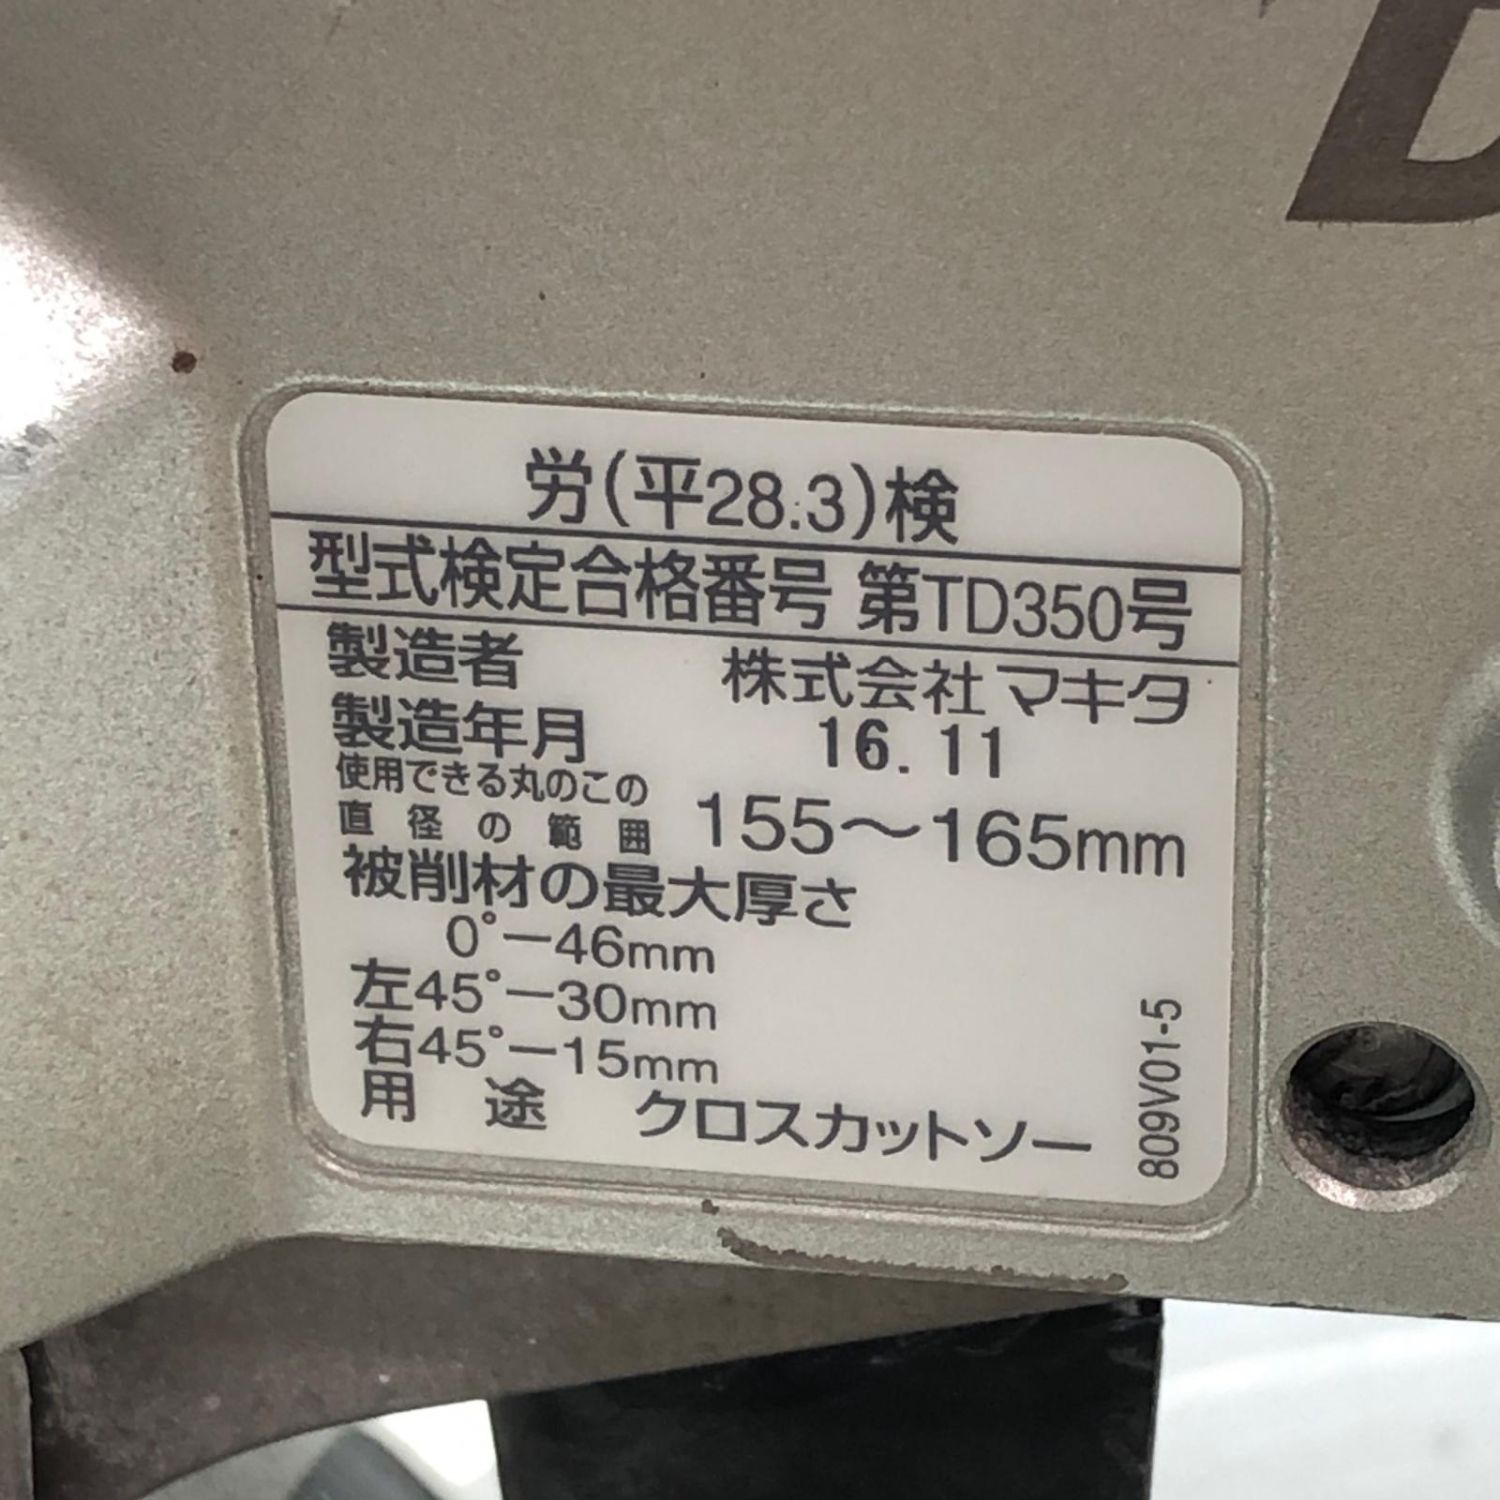 労(平28.3)検
型式検定合格番号 第TD350号
製造者 株式会社マキタ
製造年月 16.11
使用できる丸のこの
直径の範囲 155～165mm
被削材の最大厚さ
0°－46mm
左45°－30mm
右45°－15mm
用途 クロスカットソー
809V01-5